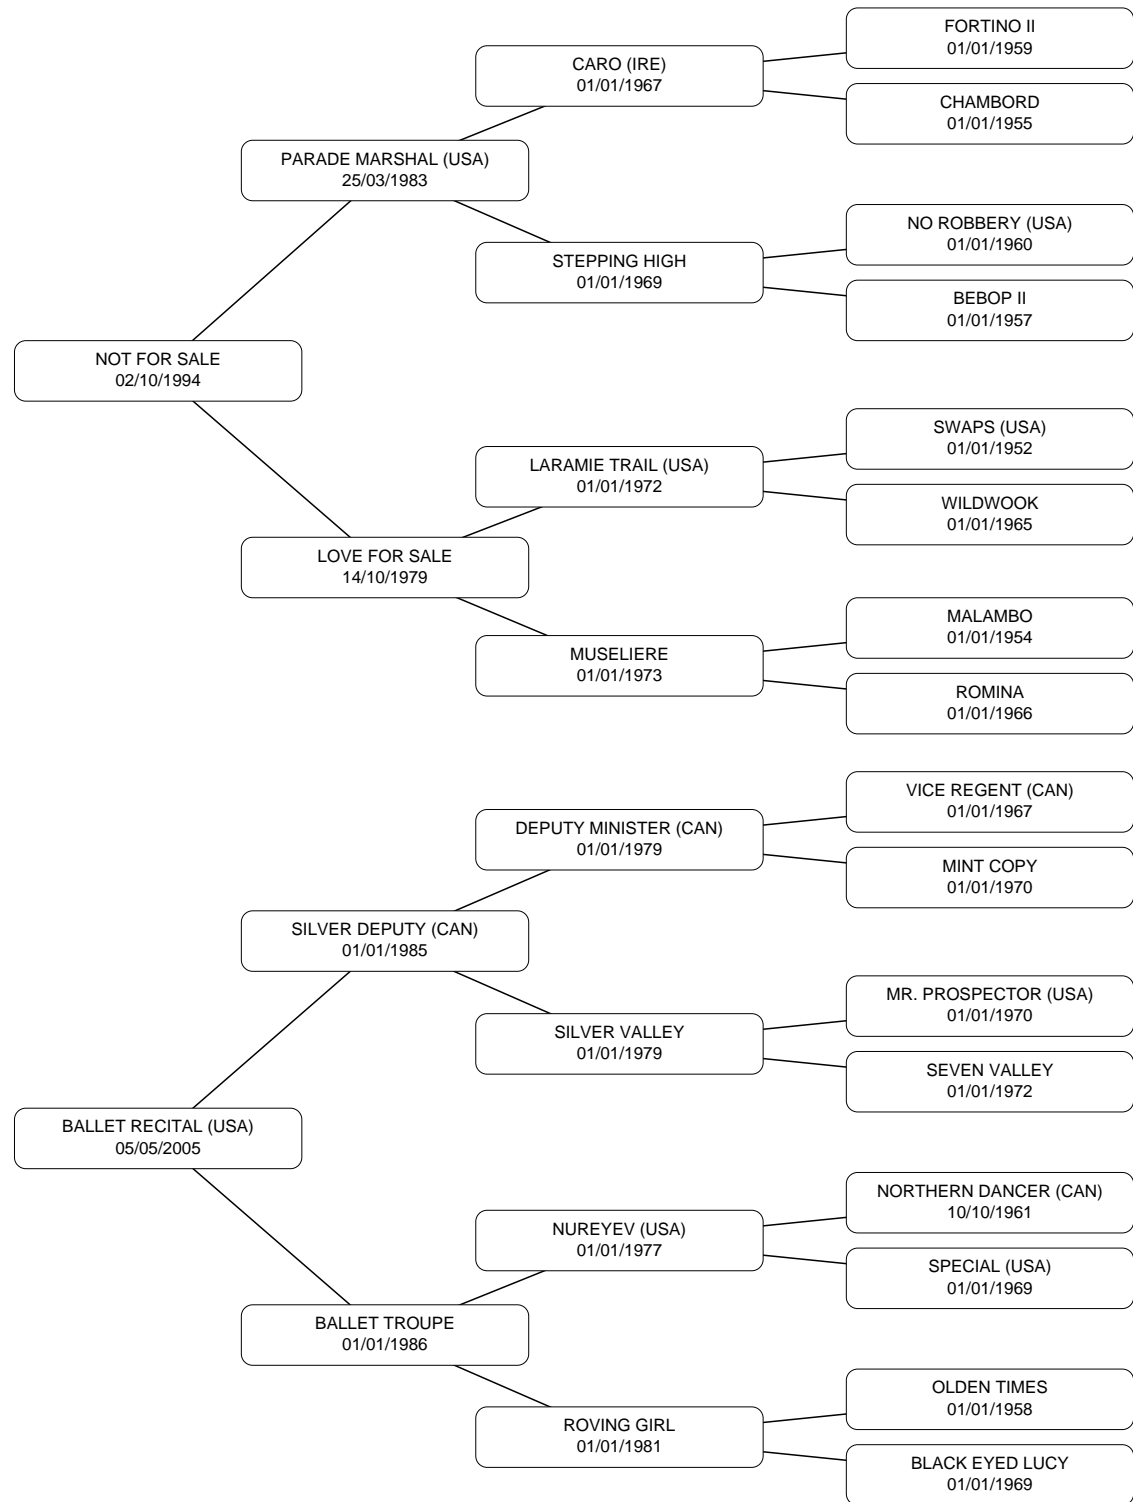 FORTINO II
01/01/1959
CARO (IRE)
01/01/1967
CHAMBORD
01/01/1955
PARADE MARSHAL (USA)
25/03/1983
NO ROBBERY (USA)
01/01/1960
STEPPING HIGH
01/01/1969
BEBOP II
01/01/1957
NOT FOR SALE
02/10/1994
SWAPS (USA)
01/01/1952
LARAMIE TRAIL (USA)
01/01/1972
WILDWOOK
01/01/1965
LOVE FOR SALE
14/10/1979
MALAMBO
01/01/1954
MUSELIERE
01/01/1973
ROMINA
01/01/1966
VICE REGENT (CAN)
01/01/1967
DEPUTY MINISTER (CAN)
01/01/1979
MINT COPY
01/01/1970
SILVER DEPUTY (CAN)
01/01/1985
MR. PROSPECTOR (USA)
01/01/1970
SILVER VALLEY
01/01/1979
SEVEN VALLEY
01/01/1972
BALLET RECITAL (USA)
05/05/2005
NORTHERN DANCER (CAN)
10/10/1961
NUREYEV (USA)
01/01/1977
SPECIAL (USA)
01/01/1969
BALLET TROUPE
01/01/1986
OLDEN TIMES
01/01/1958
ROVING GIRL
01/01/1981
BLACK EYED LUCY
01/01/1969